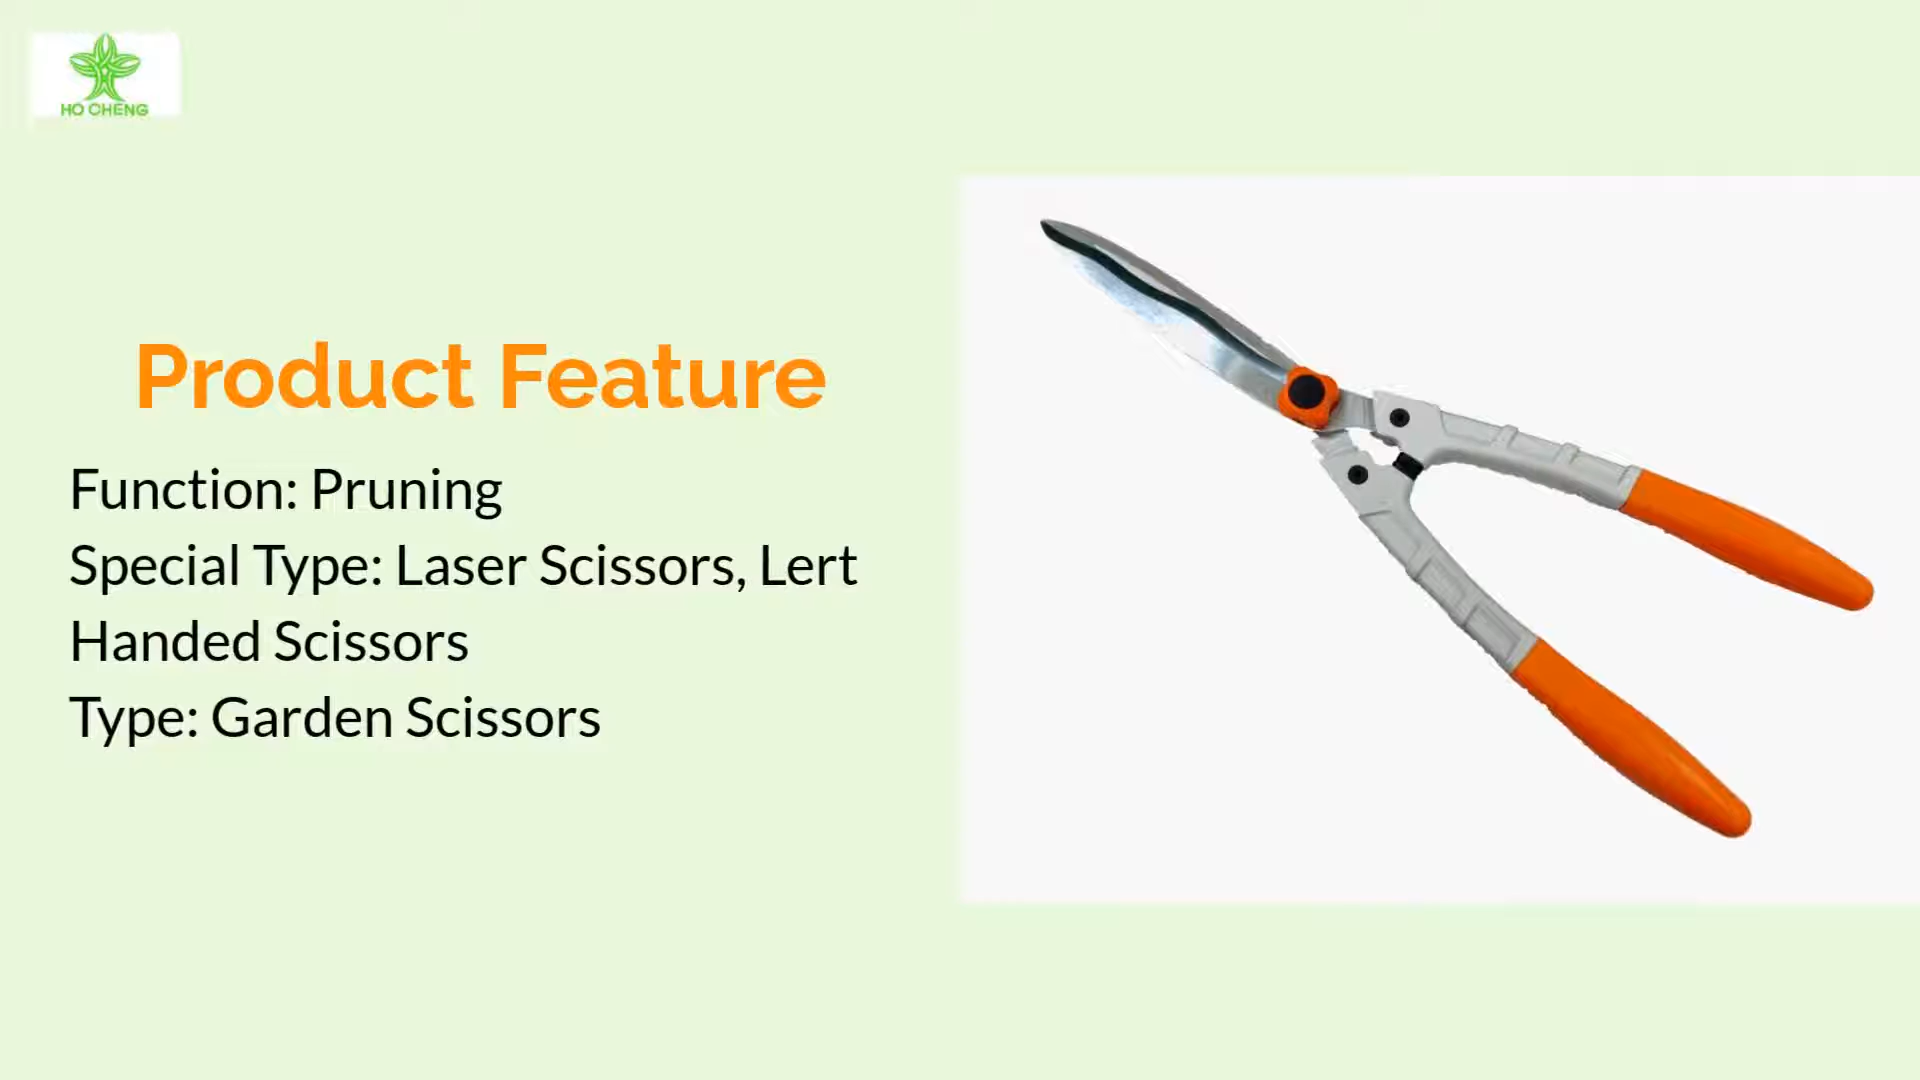 HO CHENG
Product Feature
Function: Pruning
Special Type: Laser Scissors, Lert
Handed Scissors
Type: Garden Scissors